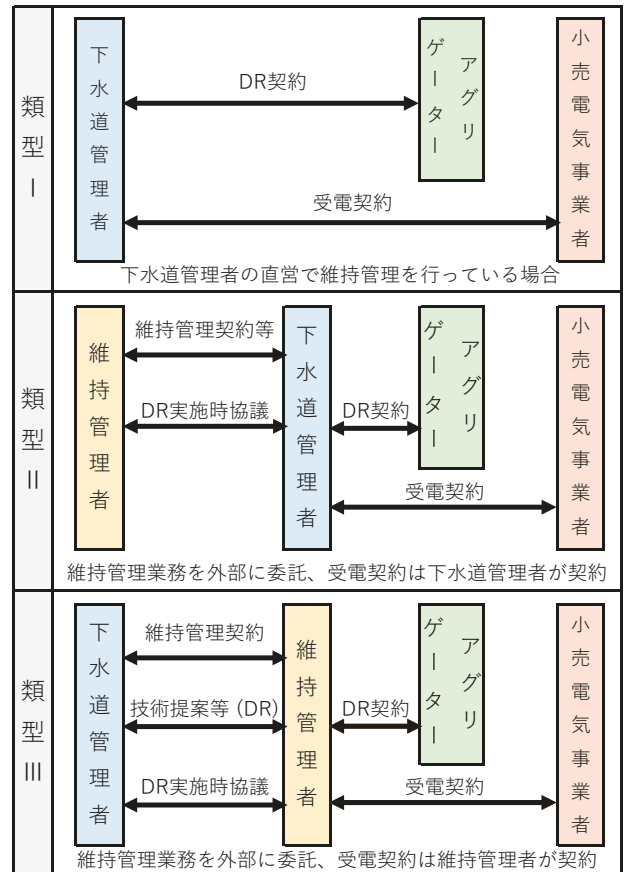 類型Ⅰ
下水道管理者
DR契約
アグリゲーター
小売電気事業者
受電契約
下水道管理者の直営で維持管理を行っている場合
類型Ⅱ
維持管理者
維持管理契約等
DR実施時協議
下水道管理者
DR契約
アグリゲーター
受電契約
小売電気事業者
維持管理業務を外部に委託、受電契約は下水道管理者が契約
類型Ⅲ
下水道管理者
維持管理契約
技術提案等(DR)
DR実施時協議
維持管理者
DR契約
アグリゲーター
受電契約
小売電気事業者
維持管理業務を外部に委託、受電契約は維持管理者が契約